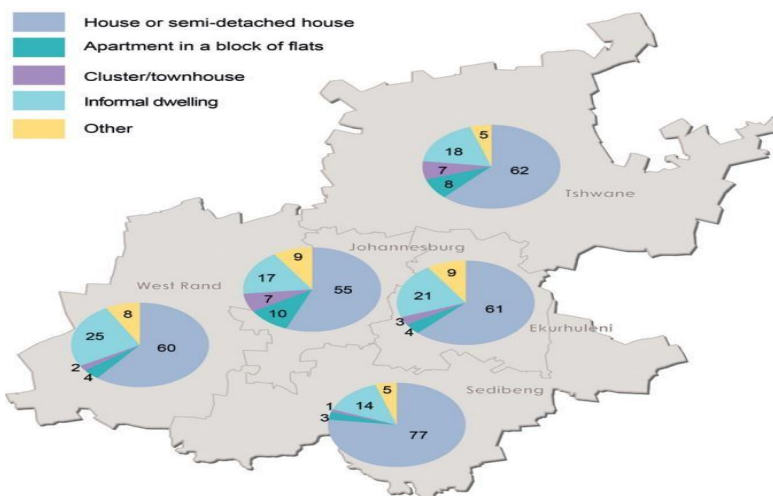 House or semi-detached house
Apartment in a block of flats
Cluster/townhouse
Informal dwelling
Other
5
18
62
7
8
Tshwane
Johannesburg
9
17
55
7
10
West Rand
9
21
61
3
4
Ekurhuleni
8
25
60
2
4
Sedibeng
5
14
1
3
77